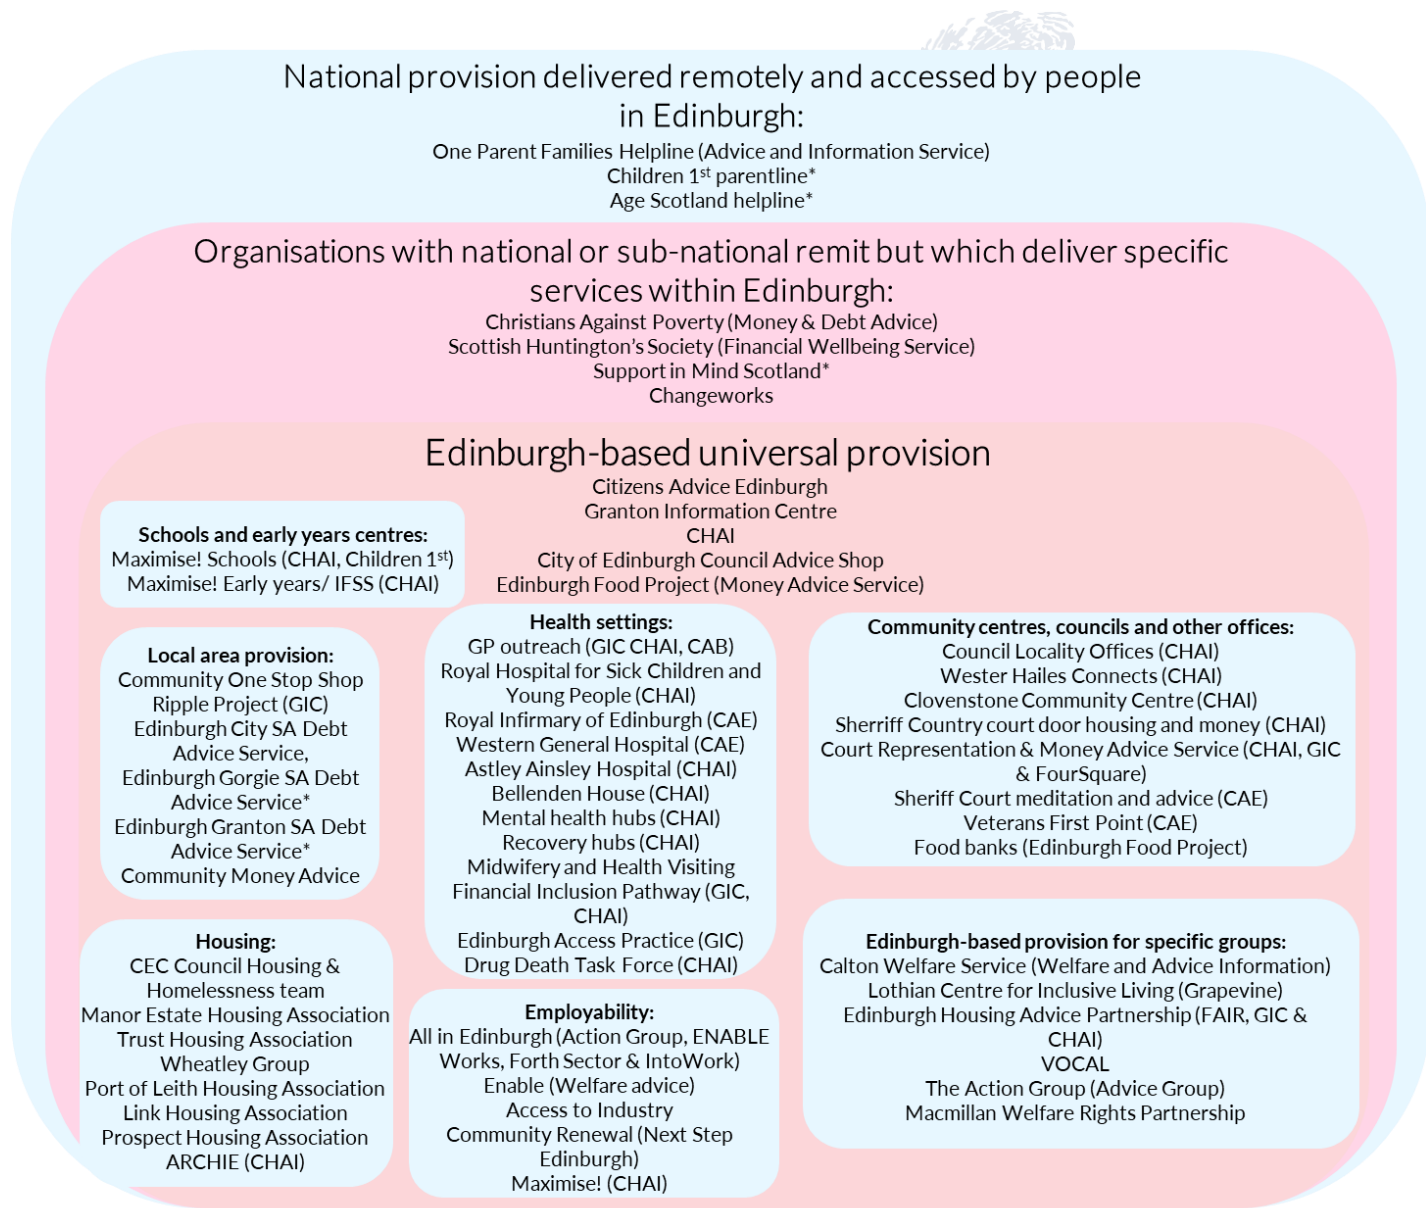 National provision delivered remotely and accessed by people
in Edinburgh:
One Parent Families Helpline (Advice and Information Service)
Children 1st parentline*
Age Scotland helpline*
Organisations with national or sub-national remit but which deliver specific
services within Edinburgh:
Christians Against Poverty (Money & Debt Advice)
Scottish Huntington’s Society (Financial Wellbeing Service)
Support in Mind Scotland*
Changeworks
Edinburgh-based universal provision
Citizens Advice Edinburgh
Granton Information Centre
CHAI
City of Edinburgh Council Advice Shop
Edinburgh Food Project (Money Advice Service)
Schools and early years centres:
Maximise! Schools (CHAI, Children 1st)
Maximise! Early years/ IFSS (CHAI)
Local area provision:
Community One Stop Shop
Ripple Project (GIC)
Edinburgh City SA Debt
Advice Service,
Edinburgh Gorgie SA Debt
Advice Service*
Edinburgh Granton SA Debt
Advice Service*
Community Money Advice
Health settings:
GP outreach (GIC CHAI, CAB)
Royal Hospital for Sick Children and
Young People (CHAI)
Royal Infirmary of Edinburgh (CAE)
Western General Hospital (CAE)
Astley Ainsley Hospital (CHAI)
Bellenden House (CHAI)
Mental health hubs (CHAI)
Recovery hubs (CHAI)
Midwifery and Health Visiting
Financial Inclusion Pathway (GIC,
CHAI)
Edinburgh Access Practice (GIC)
Drug Death Task Force (CHAI)
Community centres, councils and other offices:
Council Locality Offices (CHAI)
Wester Hailes Connects (CHAI)
Clovenstone Community Centre (CHAI)
Sherriff Country court door housing and money (CHAI)
Court Representation & Money Advice Service (CHAI, GIC
& FourSquare)
Sheriff Court meditation and advice (CAE)
Veterans First Point (CAE)
Food banks (Edinburgh Food Project)
Housing:
CEC Council Housing &
Homelessness team
Manor Estate Housing Association
Trust Housing Association
Wheatley Group
Port of Leith Housing Association
Link Housing Association
Prospect Housing Association
ARCHIE (CHAI)
Employability:
All in Edinburgh (Action Group, ENABLE
Works, Forth Sector & IntoWork)
Enable (Welfare advice)
Access to Industry
Community Renewal (Next Step
Edinburgh)
Maximise! (CHAI)
Edinburgh-based provision for specific groups:
Calton Welfare Service (Welfare and Advice Information)
Lothian Centre for Inclusive Living (Grapevine)
Edinburgh Housing Advice Partnership (FAIR, GIC &
CHAI)
VOCAL
The Action Group (Advice Group)
Macmillan Welfare Rights Partnership